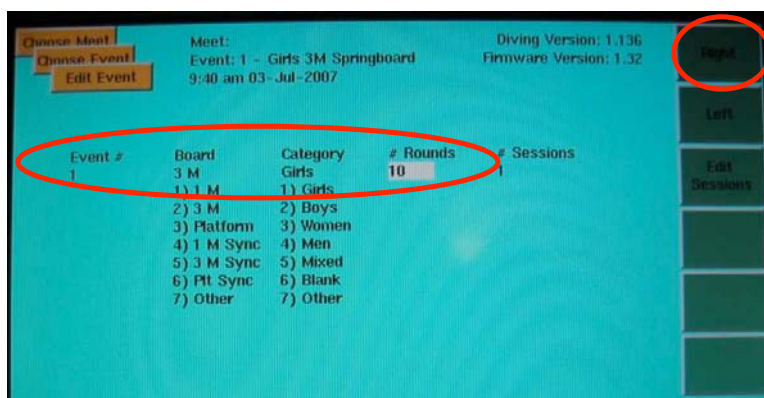 Choose Meet
Choose Event
Edit Event
Meet:
Event: 1 - Girls 3M Springboard
9:40 am 03-Jul-2007
Diving Version: 1.136
Firmware Version: 1.32
Right
Left
Edit
Sessions
Event # Board Category # Rounds # Sessions
1 3 M Girls 10 1
1) 1 M 1) Girls
2) 3 M 2) Boys
3) Platform 3) Women
4) 1 M Sync 4) Men
5) 3 M Sync 5) Mixed
6) Plt Sync 6) Blank
7) Other 7) Other